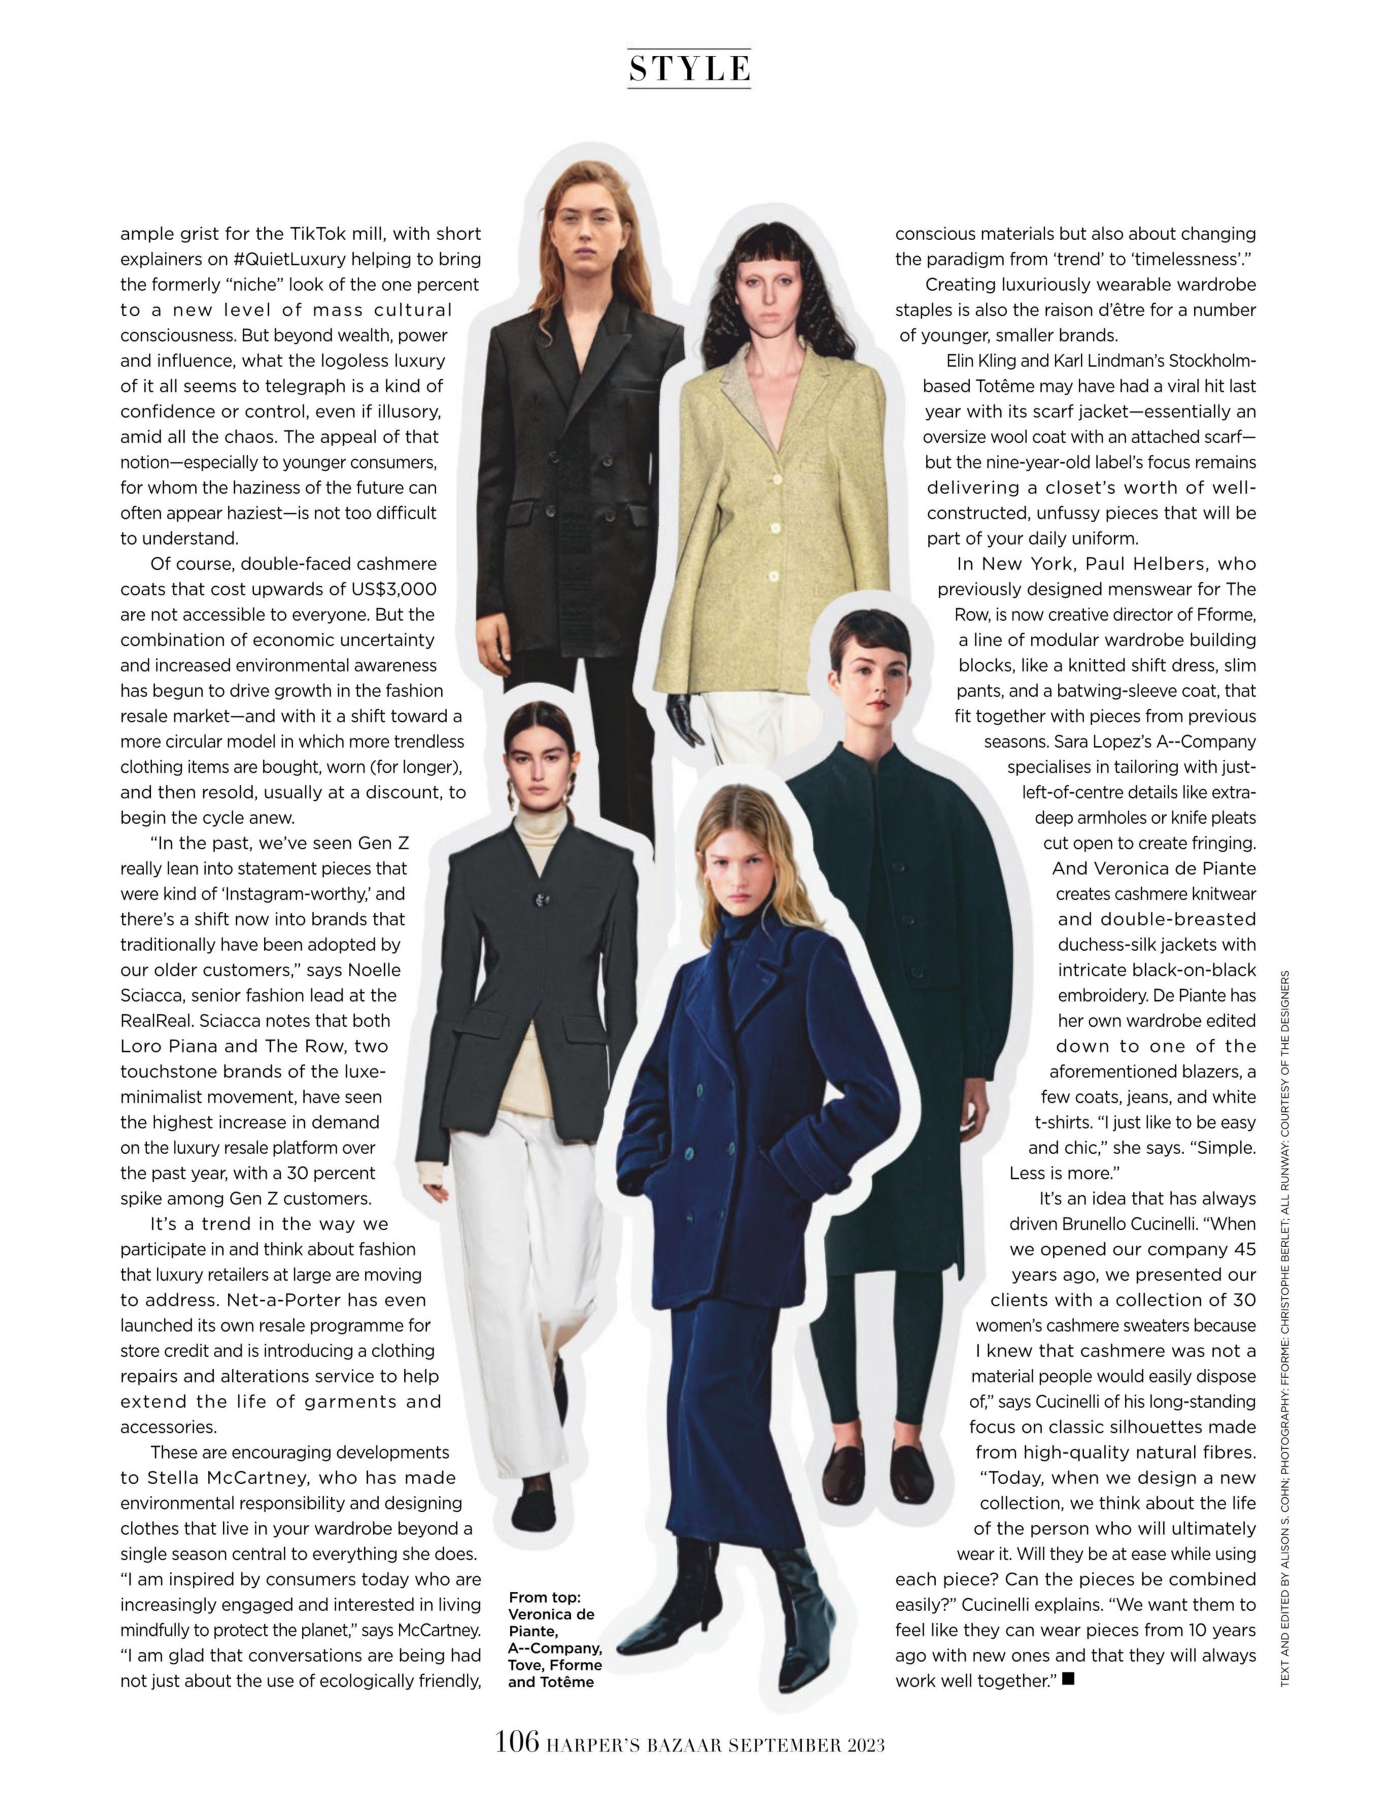 STYLE
ample grist for the TikTok mill, with short
explainers on #QuietLuxury helping to bring
the formerly “niche” look of the one percent
to a new level of mass cultural
consciousness. But beyond wealth, power
and influence, what the logoless luxury
of it all seems to telegraph is a kind of
confidence or control, even if illusory,
amid all the chaos. The appeal of that
notion—especially to younger consumers,
for whom the haziness of the future can
often appear haziest—is not too difficult
to understand.
Of course, double-faced cashmere
coats that cost upwards of US$3,000
are not accessible to everyone. But the
combination of economic uncertainty
and increased environmental awareness
has begun to drive growth in the fashion
resale market—and with it a shift toward a
more circular model in which more trendless
clothing items are bought, worn (for longer),
and then resold, usually at a discount, to
begin the cycle anew.
“In the past, we’ve seen Gen Z
really lean into statement pieces that
were kind of ‘Instagram-worthy,’ and
there’s a shift now into brands that
traditionally have been adopted by
our older customers,” says Noelle
Sciacca, senior fashion lead at the
RealReal. Sciacca notes that both
Loro Piana and The Row, two
touchstone brands of the luxe-
minimalist movement, have seen
the highest increase in demand
on the luxury resale platform over
the past year, with a 30 percent
spike among Gen Z customers.
It’s a trend in the way we
participate in and think about fashion
that luxury retailers at large are moving
to address. Net-a-Porter has even
launched its own resale programme for
store credit and is introducing a clothing
repairs and alterations service to help
extend the life of garments and
accessories.
These are encouraging developments
to Stella McCartney, who has made
environmental responsibility and designing
clothes that live in your wardrobe beyond a
single season central to everything she does.
“I am inspired by consumers today who are
increasingly engaged and interested in living
mindfully to protect the planet,” says McCartney.
“I am glad that conversations are being had
not just about the use of ecologically friendly,
From top:
Veronica de
Piante,
A--Company,
Tove, Fforme
and Totême
conscious materials but also about changing
the paradigm from ‘trend’ to ‘timelessness’.”
Creating luxuriously wearable wardrobe
staples is also the raison d’être for a number
of younger, smaller brands.
Elin Kling and Karl Lindman’s Stockholm-
based Totême may have had a viral hit last
year with its scarf jacket—essentially an
oversize wool coat with an attached scarf—
but the nine-year-old label’s focus remains
delivering a closet’s worth of well-
constructed, unfussy pieces that will be
part of your daily uniform.
In New York, Paul Helbers, who
previously designed menswear for The
Row, is now creative director of Fforme,
a line of modular wardrobe building
blocks, like a knitted shift dress, slim
pants, and a batwing-sleeve coat, that
fit together with pieces from previous
seasons. Sara Lopez’s A--Company
specialises in tailoring with just-
left-of-centre details like extra-
deep armholes or knife pleats
cut open to create fringing.
And Veronica de Piante
creates cashmere knitwear
and double-breasted
duchess-silk jackets with
intricate black-on-black
embroidery. De Piante has
her own wardrobe edited
down to one of the
aforementioned blazers, a
few coats, jeans, and white
t-shirts. “I just like to be easy
and chic,” she says. “Simple.
Less is more.”
It’s an idea that has always
driven Brunello Cucinelli. “When
we opened our company 45
years ago, we presented our
clients with a collection of 30
women’s cashmere sweaters because
I knew that cashmere was not a
material people would easily dispose
of,” says Cucinelli of his long-standing
focus on classic silhouettes made
from high-quality natural fibres.
“Today, when we design a new
collection, we think about the life
of the person who will ultimately
wear it. Will they be at ease while using
each piece? Can the pieces be combined
easily?” Cucinelli explains. “We want them to
feel like they can wear pieces from 10 years
ago with new ones and that they will always
work well together.” ■
TEXT AND EDITED BY ALISON S. COHN; PHOTOGRAPHY: FFORME: CHRISTOPHE BERLET; ALL RUNWAY: COURTESY OF THE DESIGNERS
106 HARPER’S BAZAAR SEPTEMBER 2023